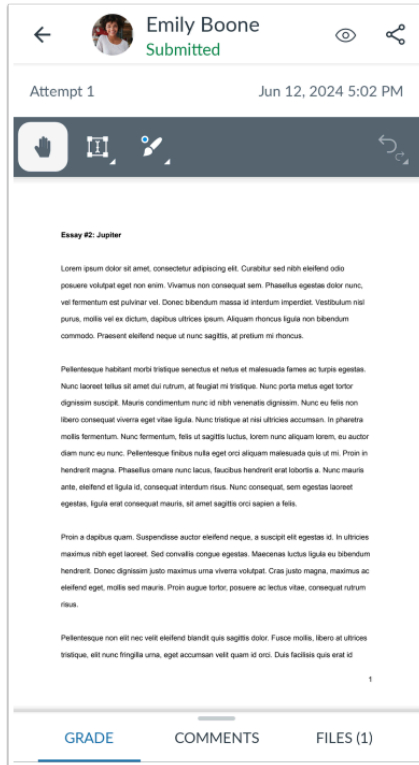 Emily Boone
Submitted
Attempt 1
Jun 12, 2024 5:02 PM
Essay #2: Jupiter
Lorem ipsum dolor sit amet, consectetur adipiscing elit. Curabitur sed nibh eleifend odio
posuere volutpat eget non enim. Vivamus non consequat sem. Phasellus egestas dolor nunc,
vel fermentum est pulvinar vel. Donec bibendum massa id interdum imperdiet. Vestibulum nisl
purus, mollis vel ex dictum, dapibus ultrices ipsum. Aliquam rhoncus ligula non bibendum
commodo. Praesent eleifend neque ut nunc sagittis, at pretium mi rhoncus.
Pellentesque habitant morbi tristique senectus et netus et malesuada fames ac turpis egestas.
Nunc laoreet tellus sit amet dui rutrum, at feugiat mi tristique. Nunc porta metus eget tortor
dignissim suscipit. Mauris condimentum nunc id nibh venenatis dignissim. Nunc eu felis non
libero consequat viverra eget vitae ligula. Nunc tristique at nisi ultricies accumsan. In pharetra
mollis fermentum. Nunc fermentum, felis ut sagittis luctus, lorem nunc aliquam lorem, eu auctor
diam nunc eu nunc. Pellentesque finibus nulla eget orci aliquam malesuada quis ut mi. Proin in
hendrerit magna. Phasellus ornare nunc lacus, faucibus hendrerit erat lobortis a. Nunc mauris
ante, eleifend et ligula id, consequat interdum risus. Nunc consequat, sem egestas laoreet
egestas, ligula erat consequat mauris, sit amet sagittis orci sapien a felis.
Proin a dapibus quam. Suspendisse auctor eleifend neque, a suscipit elit egestas id. In ultricies
maximus nibh eget laoreet. Sed convallis congue egestas. Maecenas luctus ligula eu bibendum
hendrerit. Donec dignissim justo maximus urna viverra volutpat. Cras justo magna, maximus ac
eleifend eget, mollis sed mauris. Proin augue tortor, posuere ac lectus vitae, consequat rutrum
risus.
Pellentesque non elit nec velit eleifend blandit quis sagittis dolor. Fusce mollis, libero at ultrices
tristique, elit nunc fringilla urna, eget accumsan velit quam id orci. Duis facilisis quis erat id
1
GRADE
COMMENTS
FILES (1)